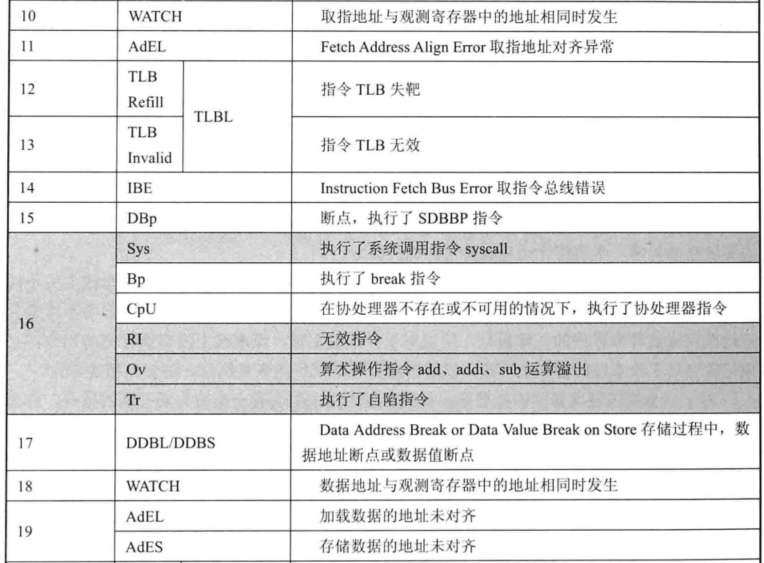 10 WATCH 取指地址与观测寄存器中的地址相同时发生
11 AdEL Fetch Address Align Error 取指地址对齐异常
12 TLB Refill TLBL 指令 TLB 失靶
13 TLB Invalid 指令 TLB 无效
14 IBE Instruction Fetch Bus Error 取指令总线错误
15 DBp 断点，执行了 SDBBP 指令
16 Sys 执行了系统调用指令 syscall
Bp 执行了 break 指令
CpU 在协处理器不存在或不可用的情况下，执行了协处理器指令
RI 无效指令
Ov 算术操作指令 add、addi、sub 运算溢出
Tr 执行了自陷指令
17 DDBL/DDBS Data Address Break or Data Value Break on Store 存储过程中，数
据地址断点或数据值断点
18 WATCH 数据地址与观测寄存器中的地址相同时发生
19 AdEL 加载数据的地址未对齐
AdES 存储数据的地址未对齐